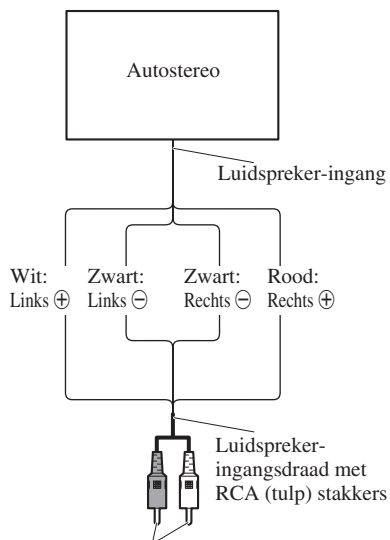 Autostereo
Luidspreker-ingang
Wit:
Links ⊕
Zwart:
Links ⊖
Zwart:
Rechts ⊖
Rood:
Rechts ⊕
Luidspreker-
ingangsdraad met
RCA (tulp) stakkers